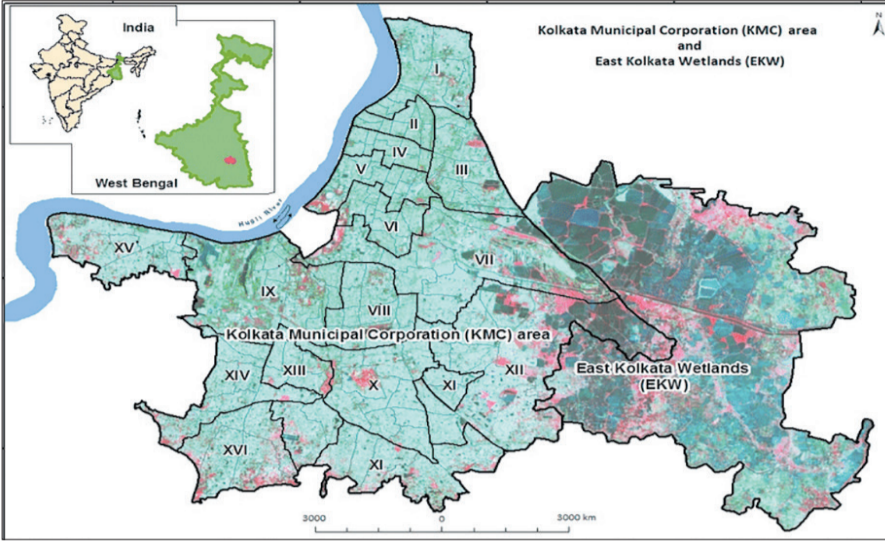 India
West Bengal
Kolkata Municipal Corporation (KMC) area
and
East Kolkata Wetlands (EKW)
N
I
II
IV
V
III
VI
Hugli River
XV
VII
IX
VIII
Kolkata Municipal Corporation (KMC) area
East Kolkata Wetlands
(EKW)
XIV
XIII
X
XI
XII
XVI
XI
3000
0
3000 km